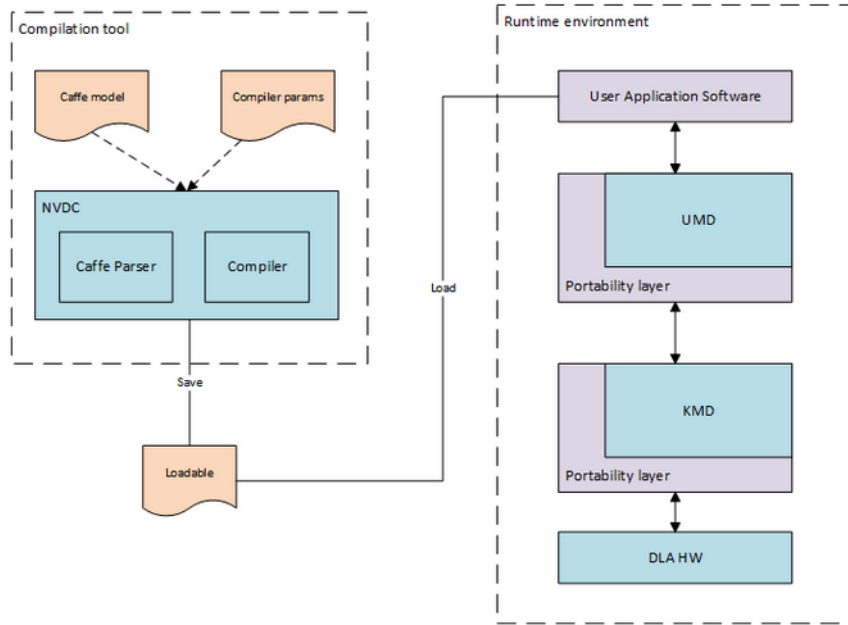 Compilation tool
Caffe model
Compiler params
NVDC
Caffe Parser
Compiler
Save
Loadable
Load
Runtime environment
User Application Software
UMD
Portability layer
KMD
Portability layer
DLA HW